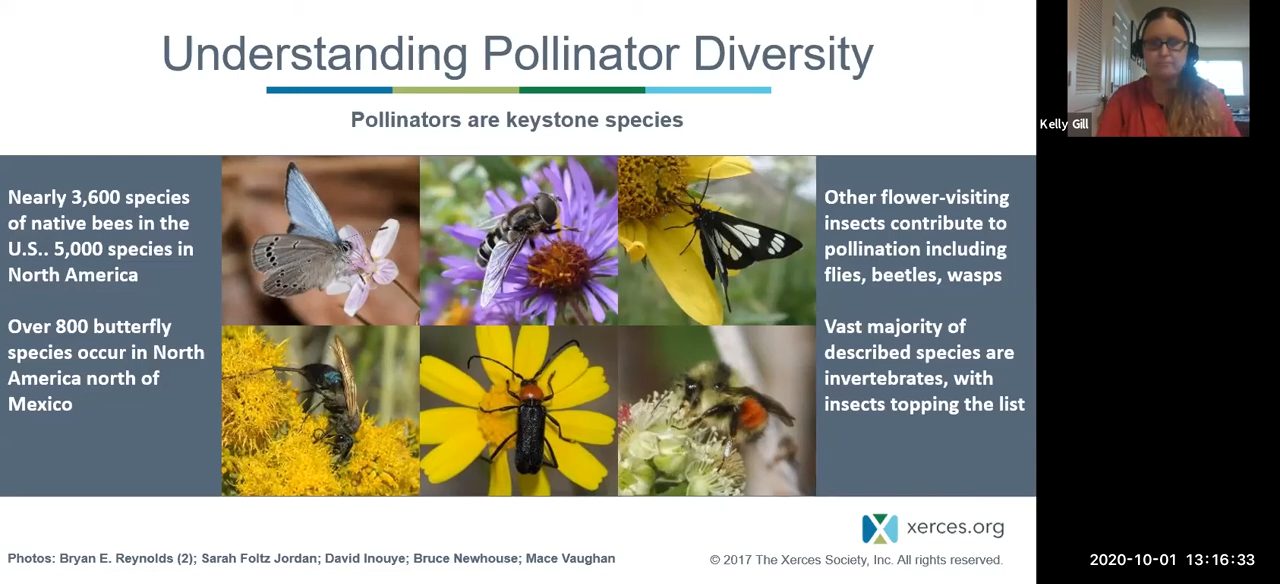 Understanding Pollinator Diversity
Pollinators are keystone species
Nearly 3,600 species
of native bees in the
U.S.. 5,000 species in
North America
Over 800 butterfly
species occur in North
America north of
Mexico
Other flower-visiting
insects contribute to
pollination including
flies, beetles, wasps
Vast majority of
described species are
invertebrates, with
insects topping the list
xerces.org
Photos: Bryan E. Reynolds (2); Sarah Foltz Jordan; David Inouye; Bruce Newhouse; Mace Vaughan
© 2017 The Xerces Society, Inc. All rights reserved.
Kelly Gill
2020-10-01 13:16:33